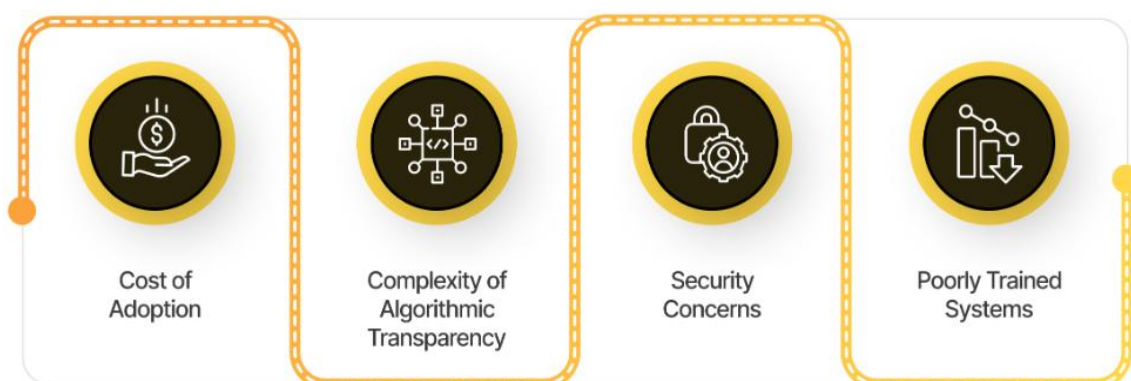 Cost of
Adoption
Complexity of
Algorithmic
Transparency
Security
Concerns
Poorly Trained
Systems